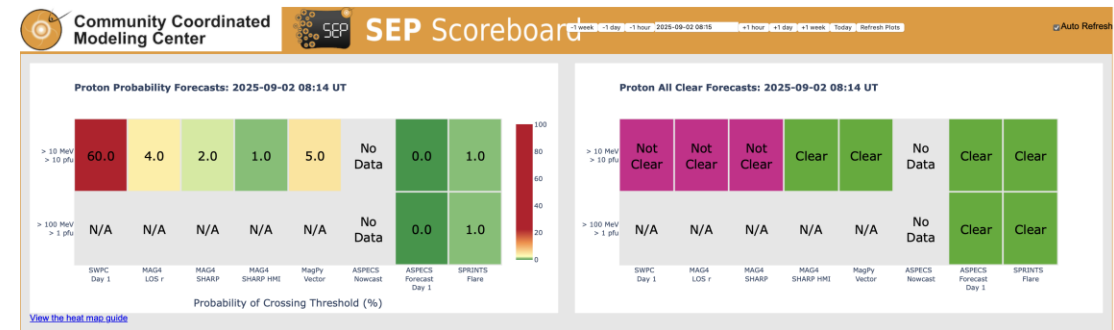 Community Coordinated
Modeling Center
SEP
SEP Scoreboard
-1 week -1 day -1 hour 2025-09-02 08:15 +1 hour +1 day +1 week Today Refresh Plots
Auto Refresh
Proton Probability Forecasts: 2025-09-02 08:14 UT
> 10 MeV
> 10 pfu
60.0 4.0 2.0 1.0 5.0 No Data 0.0 1.0
> 100 MeV
> 1 pfu
N/A N/A N/A N/A N/A No Data 0.0 1.0
SWPC Day 1
MAG4 LOS r
MAG4 SHARP
MAG4 SHARP HMI
MagPy Vector
ASPECS Nowcast
ASPECS Forecast Day 1
SPRINTS Flare
Probability of Crossing Threshold (%)
100
80
60
40
20
0
View the heat map guide
Proton All Clear Forecasts: 2025-09-02 08:14 UT
> 10 MeV
> 10 pfu
Not Clear Not Clear Not Clear Clear Clear No Data Clear Clear
> 100 MeV
> 1 pfu
N/A N/A N/A N/A N/A No Data Clear Clear
SWPC Day 1
MAG4 LOS r
MAG4 SHARP
MAG4 SHARP HMI
MagPy Vector
ASPECS Nowcast
ASPECS Forecast Day 1
SPRINTS Flare